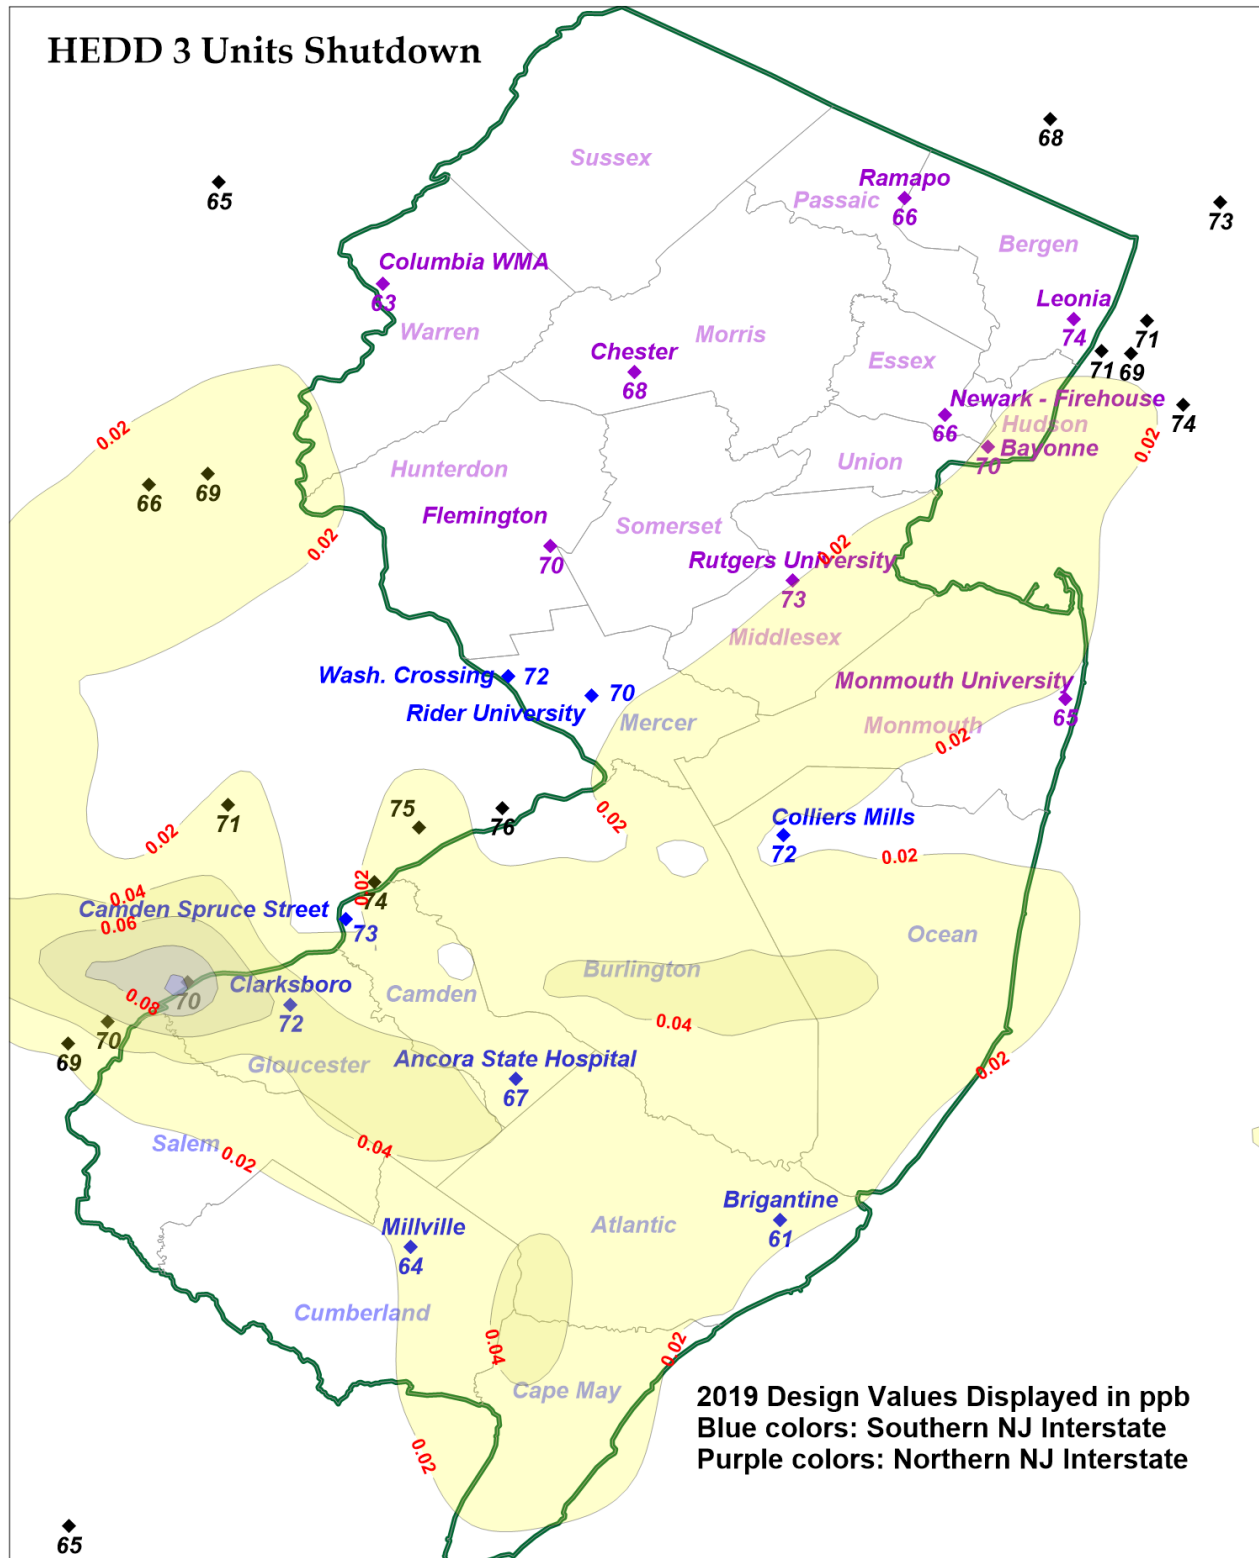 HEDD 3 Units Shutdown
68
Sussex
Ramapo
Passaic
66
65
73
Bergen
Columbia WMA
63
Leonia
74
Warren
Morris
71
71
69
Chester
68
Essex
Newark - Firehouse
66
74
Hudson
0.02
0.02
Bayonne
70
Hunterdon
Union
66
69
Flemington
70
Somerset
0.02
0.02
Rutgers University
73
Middlesex
Wash. Crossing
72
Rider University
70
Monmouth University
65
Mercer
Monmouth
0.02
75
71
76
0.02
0.02
Colliers Mills
72
0.02
0.02
74
0.04
Camden Spruce Street
73
0.06
Ocean
Burlington
Clarksboro
72
Camden
70
0.08
0.04
70
69
Gloucester
Ancora State Hospital
67
0.02
0.04
Salem
0.02
Brigantine
61
Millville
64
Atlantic
Cumberland
0.04
0.02
Cape May
2019 Design Values Displayed in ppb
Blue colors: Southern NJ Interstate
Purple colors: Northern NJ Interstate
0.02
65